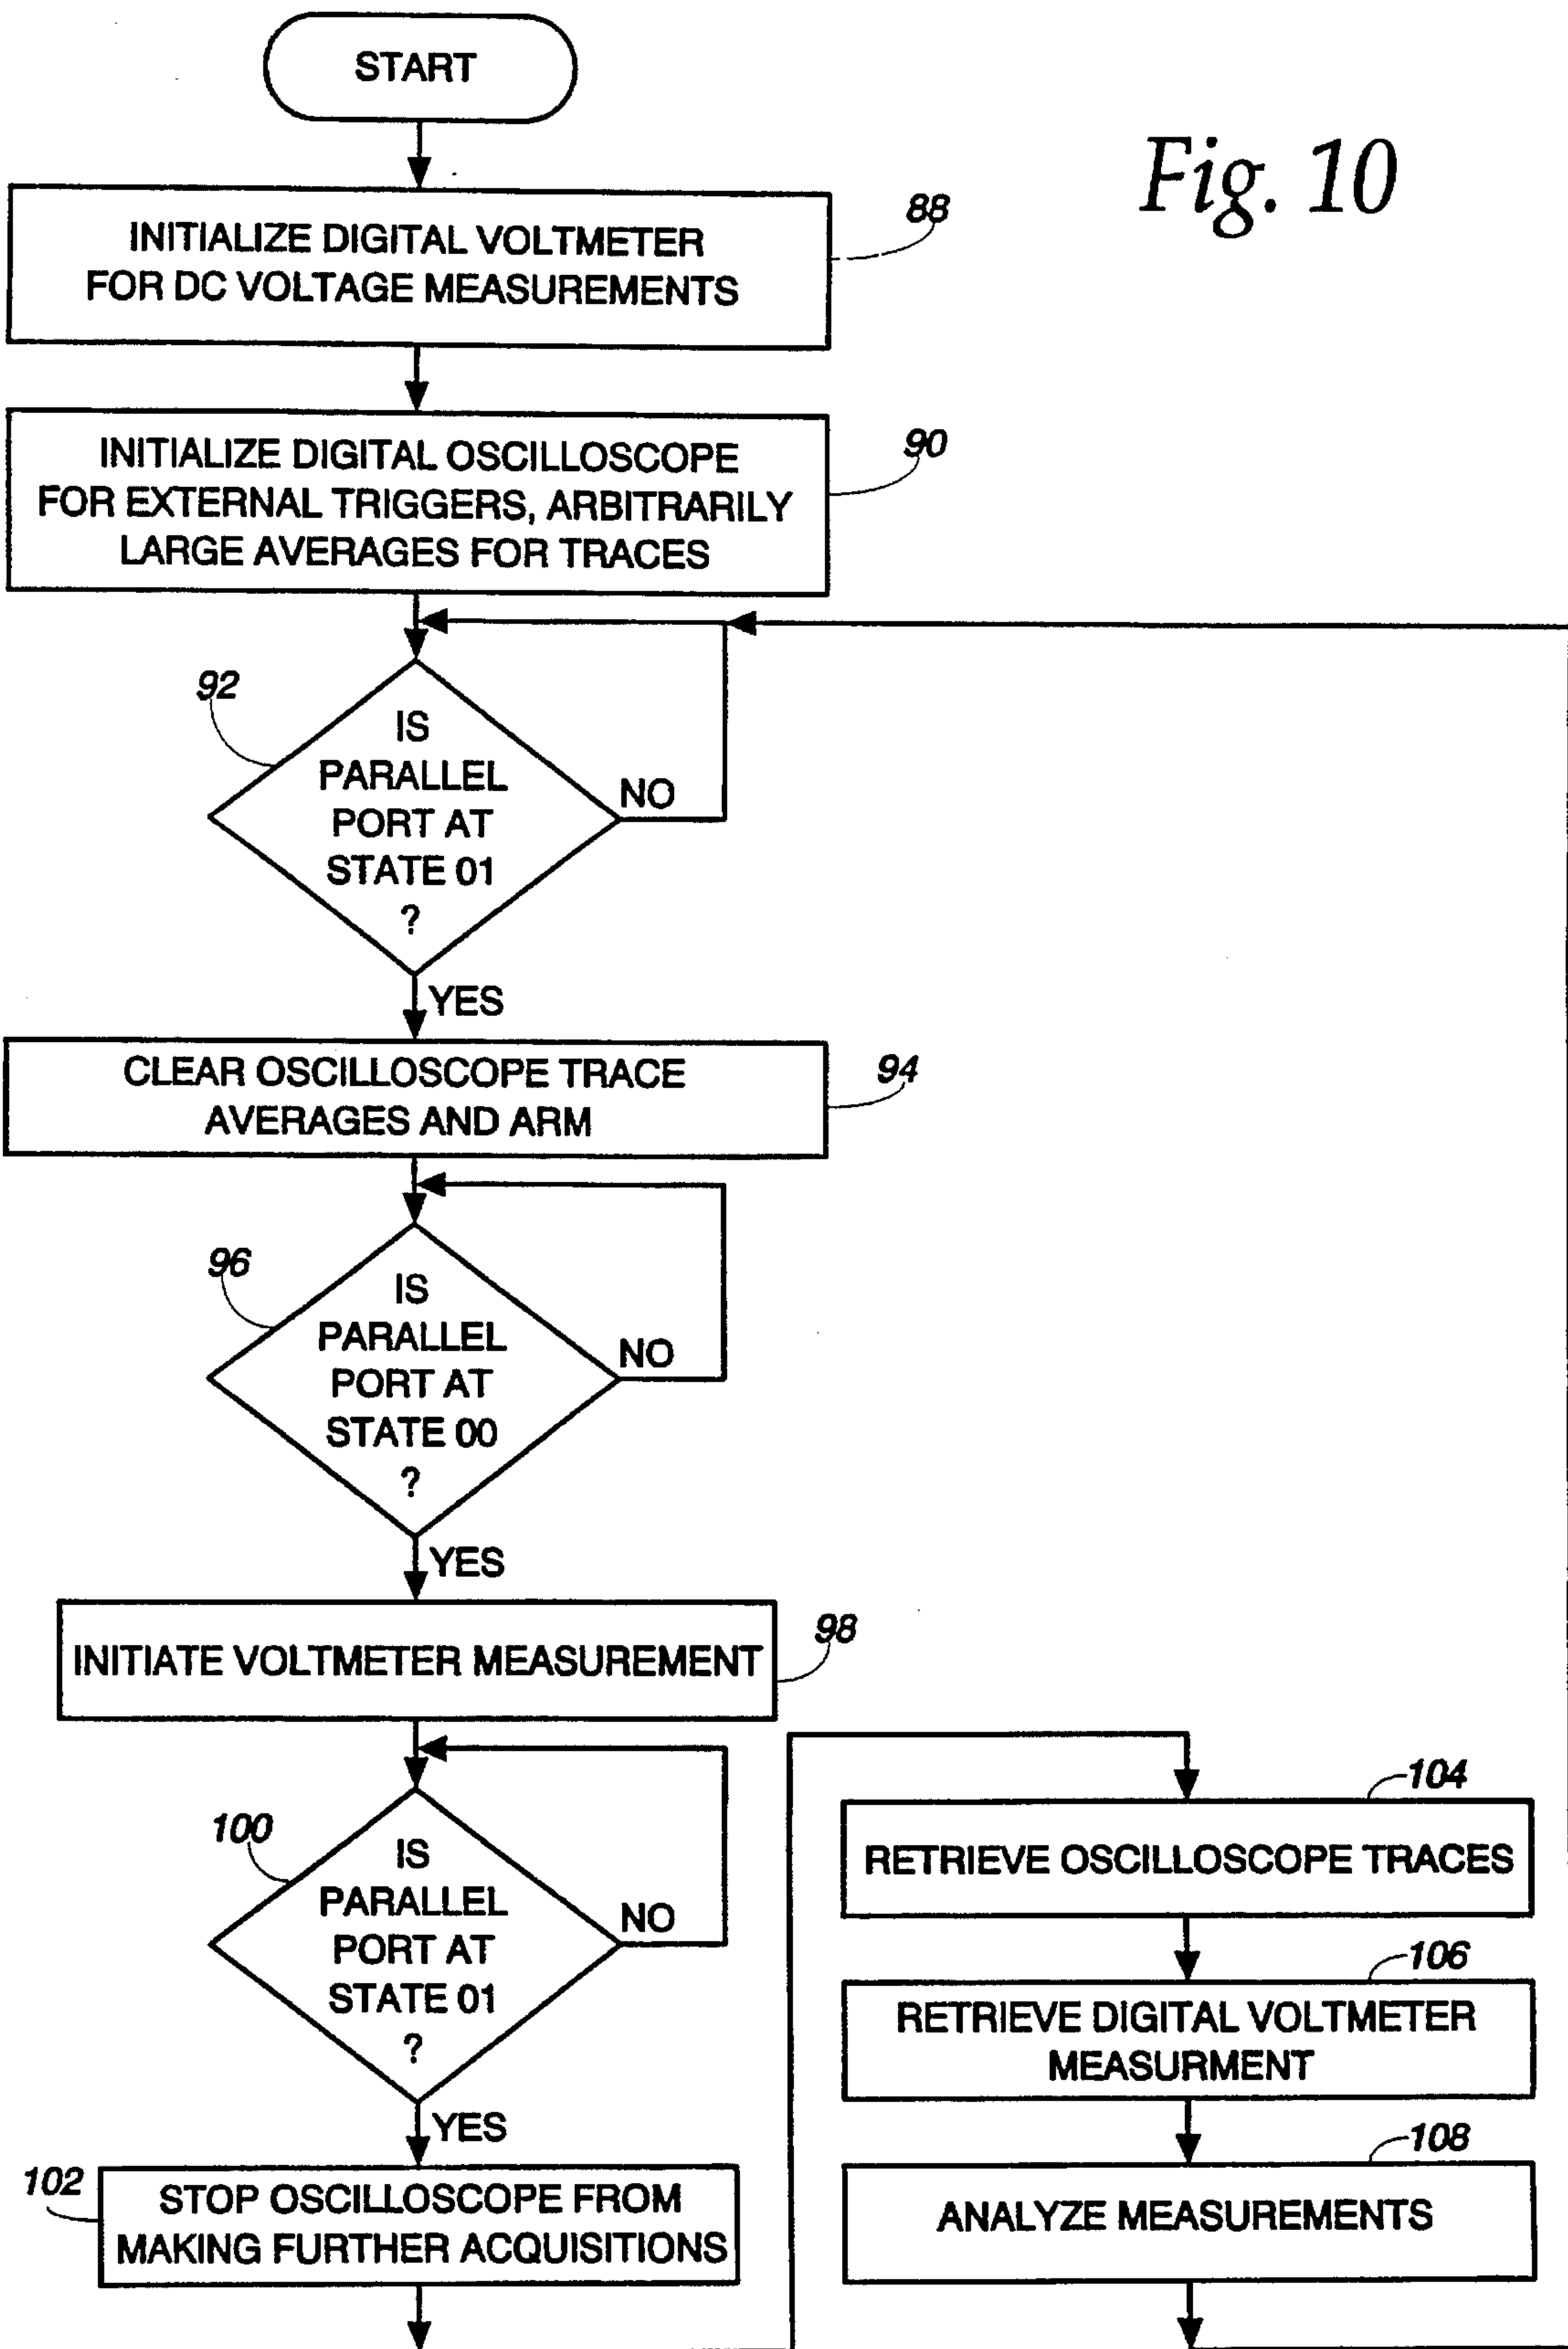 START
Fig. 10
88
INITIALIZE DIGITAL VOLTMETER
FOR DC VOLTAGE MEASUREMENTS
90
INITIALIZE DIGITAL OSCILLOSCOPE
FOR EXTERNAL TRIGGERS, ARBITRARILY
LARGE AVERAGES FOR TRACES
92
IS
PARALLEL
PORT AT
STATE 01
?
NO
YES
94
CLEAR OSCILLOSCOPE TRACE
AVERAGES AND ARM
96
IS
PARALLEL
PORT AT
STATE 00
?
NO
YES
98
INITIATE VOLTMETER MEASUREMENT
100
IS
PARALLEL
PORT AT
STATE 01
?
NO
YES
102
STOP OSCILLOSCOPE FROM
MAKING FURTHER ACQUISITIONS
104
RETRIEVE OSCILLOSCOPE TRACES
106
RETRIEVE DIGITAL VOLTMETER
MEASURMENT
108
ANALYZE MEASUREMENTS